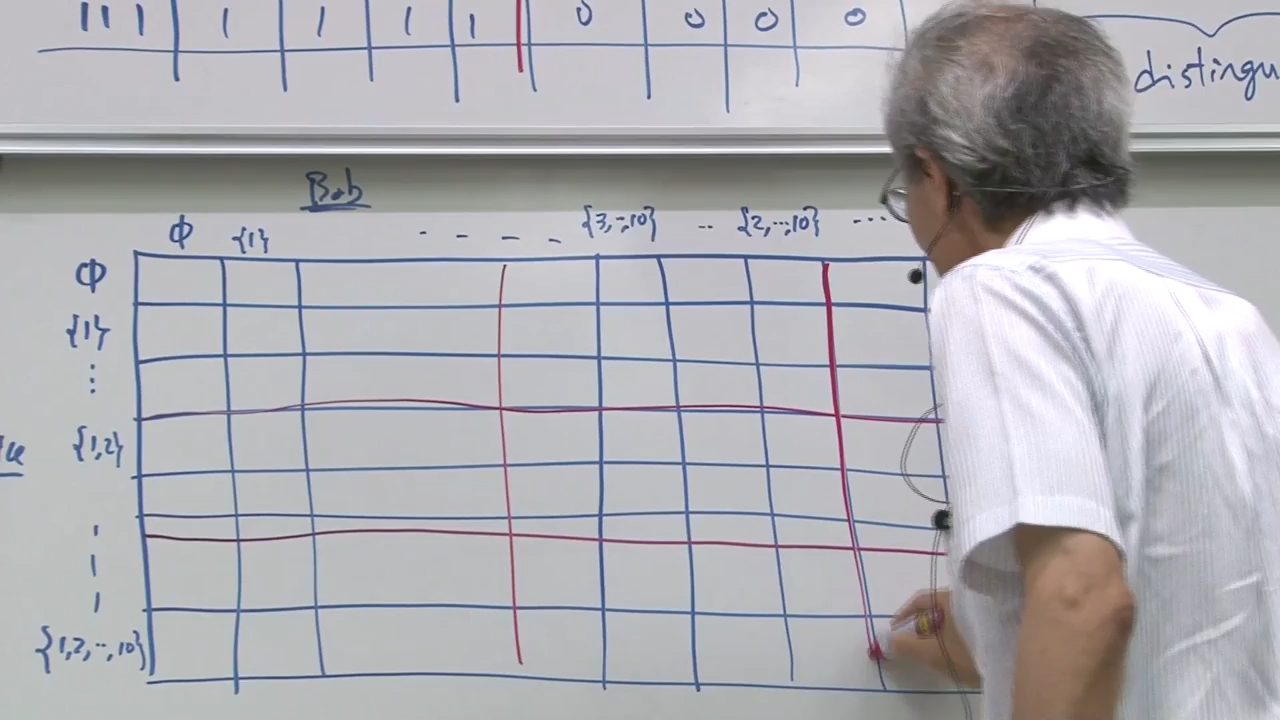 111 1 1 1 1 0 0 0 0
distingu
Bob
Φ {1} . - - - {3,..,10} .. {2,..,10} ...
Φ
{1}
⋮
{1,2}
{1,2,..,10}